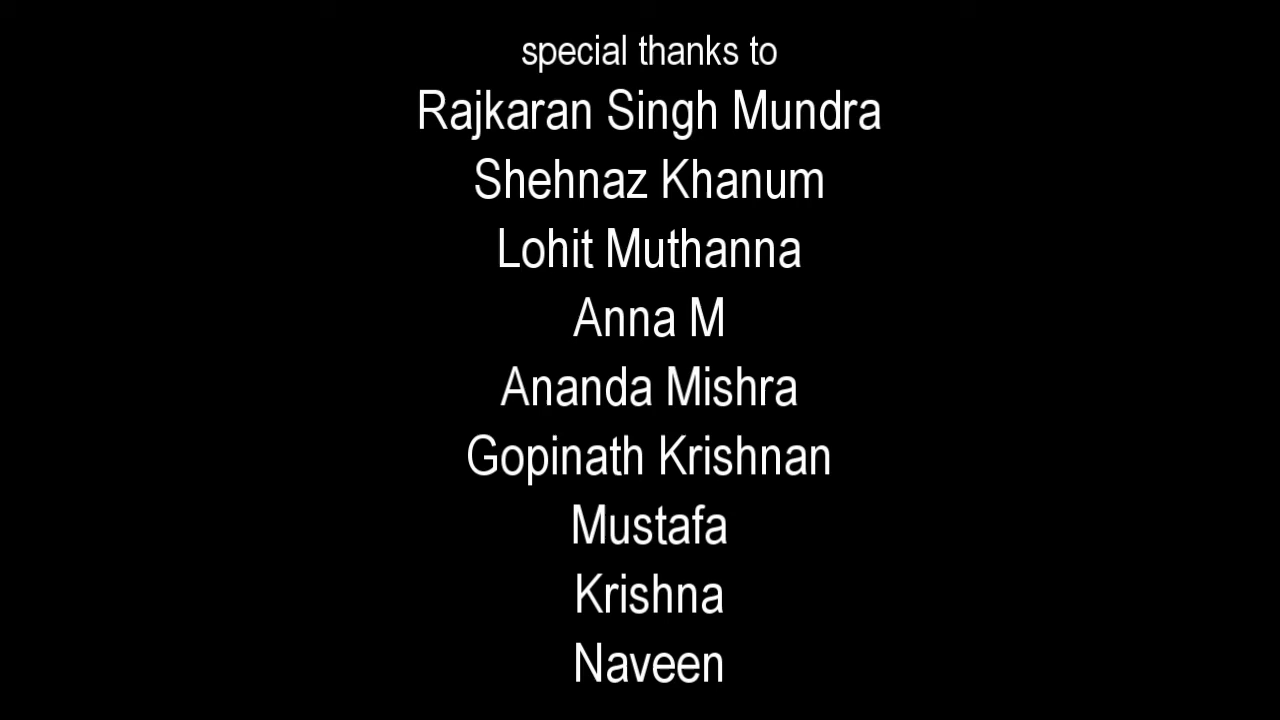 special thanks to
Rajkaran Singh Mundra
Shehnaz Khanum
Lohit Muthanna
Anna M
Ananda Mishra
Gopinath Krishnan
Mustafa
Krishna
Naveen